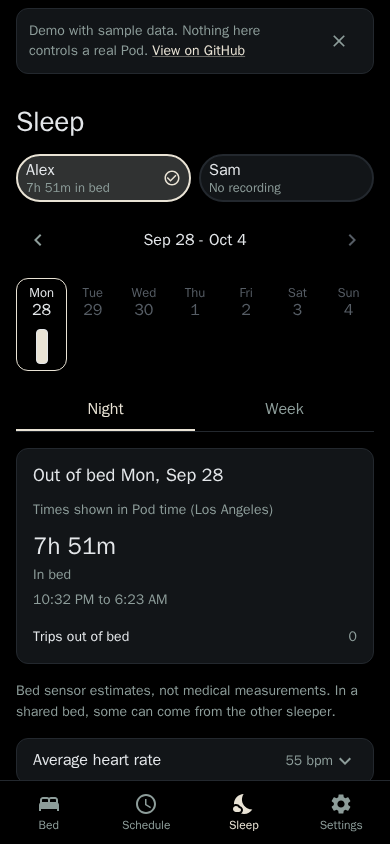 Demo with sample data. Nothing here
controls a real Pod. View on GitHub
Sleep
Alex
7h 51m in bed
Sam
No recording
Sep 28 - Oct 4
Mon
28
Tue
29
Wed
30
Thu
1
Fri
2
Sat
3
Sun
4
Night
Week
Out of bed Mon, Sep 28
Times shown in Pod time (Los Angeles)
7h 51m
In bed
10:32 PM to 6:23 AM
Trips out of bed 0
Bed sensor estimates, not medical measurements. In a
shared bed, some can come from the other sleeper.
Average heart rate 55 bpm
Bed
Schedule
Sleep
Settings